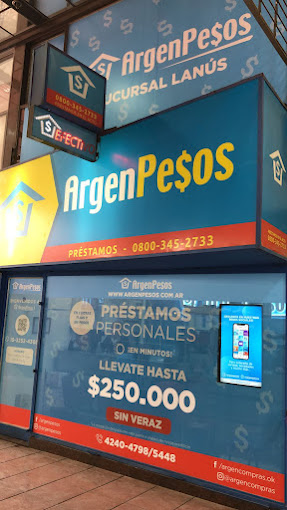 ArgenPe$os
SUCURSAL LANÚS
0800-345-2733
EFECTI
ArgenPe$os
PRÉSTAMOS - 0800-345-2733
ArgenPesos
WWW.ARGENPESOS.COM.AR
PRÉSTAMOS
PERSONALES
O ¡EN MINUTOS!
LLEVATE HASTA
$250.000
SIN VERAZ
4240-4798/5448
/argencompras.ok
@argencompras